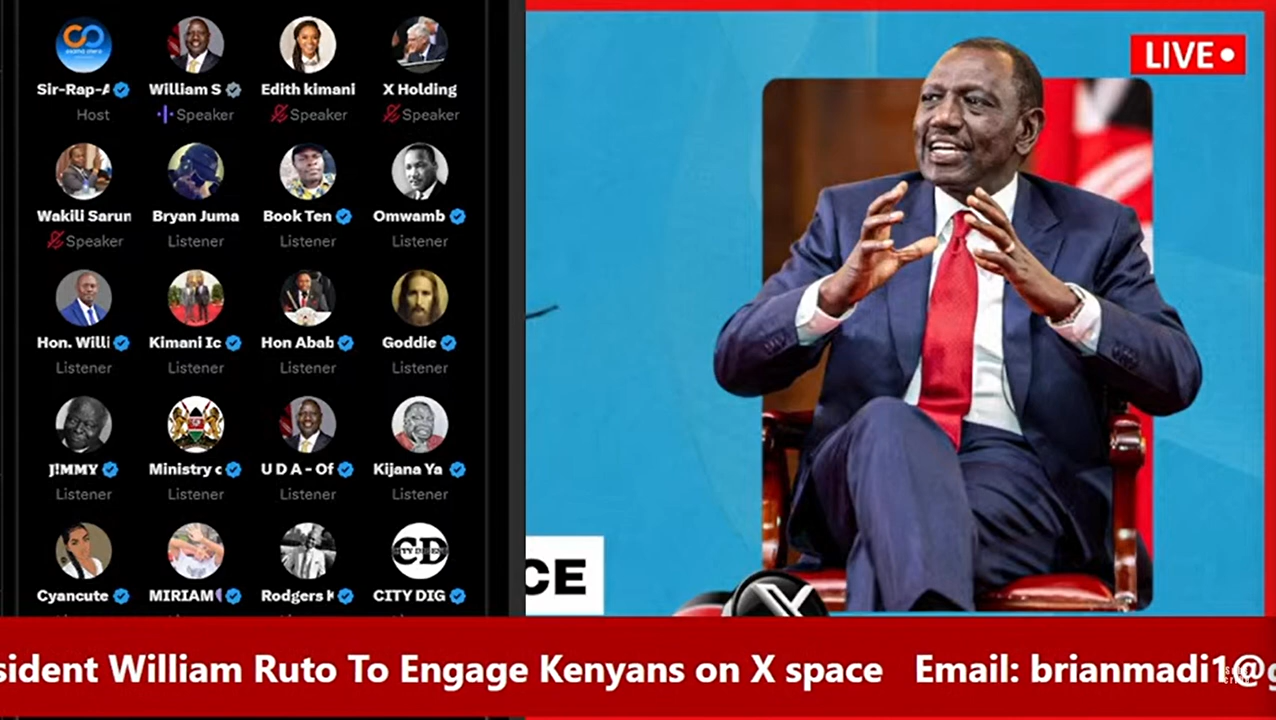 Sir-Rap-A William S Edith kimani X Holding
Host Speaker Speaker Speaker
Wakili Sarun Bryan Juma Book Ten Omwamb
Speaker Listener Listener Listener
Hon. Willi Kimani Ic Hon Abab Goddie
Listener Listener Listener Listener
J!MMY Ministry c U D A - Of Kijana Ya
Listener Listener Listener Listener
Cyancute MIRIAM Rodgers K CITY DIG
CD
LIVE
CE
X
sident William Ruto To Engage Kenyans on X space Email: brianmadi1@g